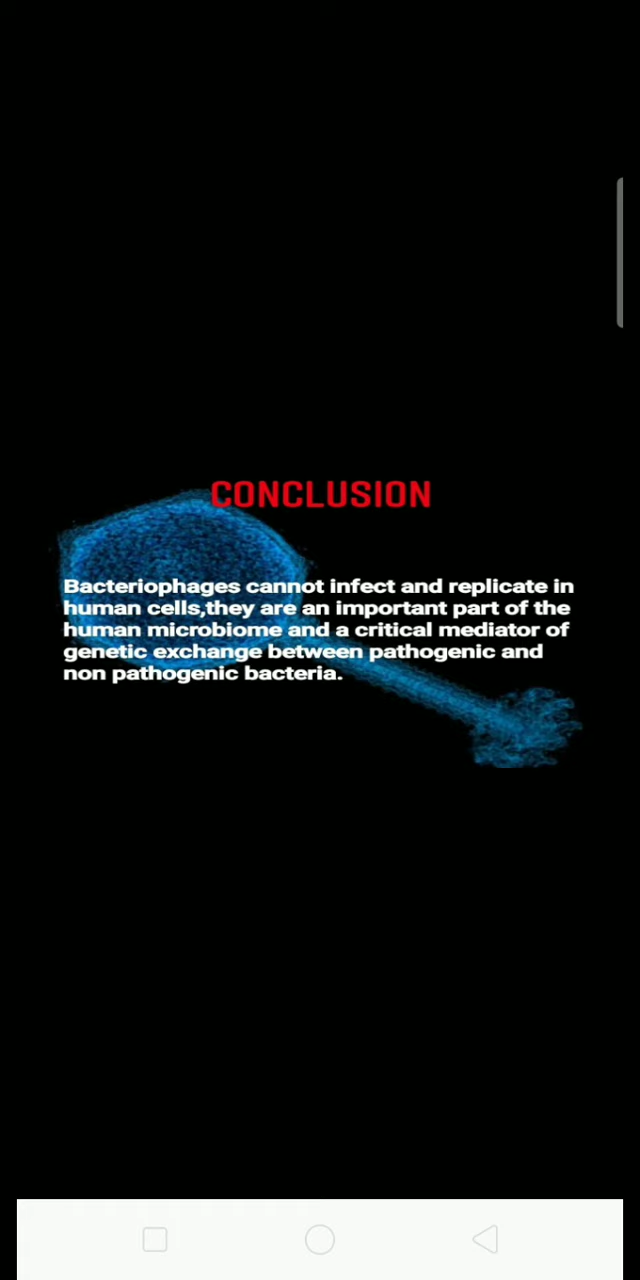 CONCLUSION
Bacteriophages cannot infect and replicate in
human cells,they are an important part of the
human microbiome and a critical mediator of
genetic exchange between pathogenic and
non pathogenic bacteria.